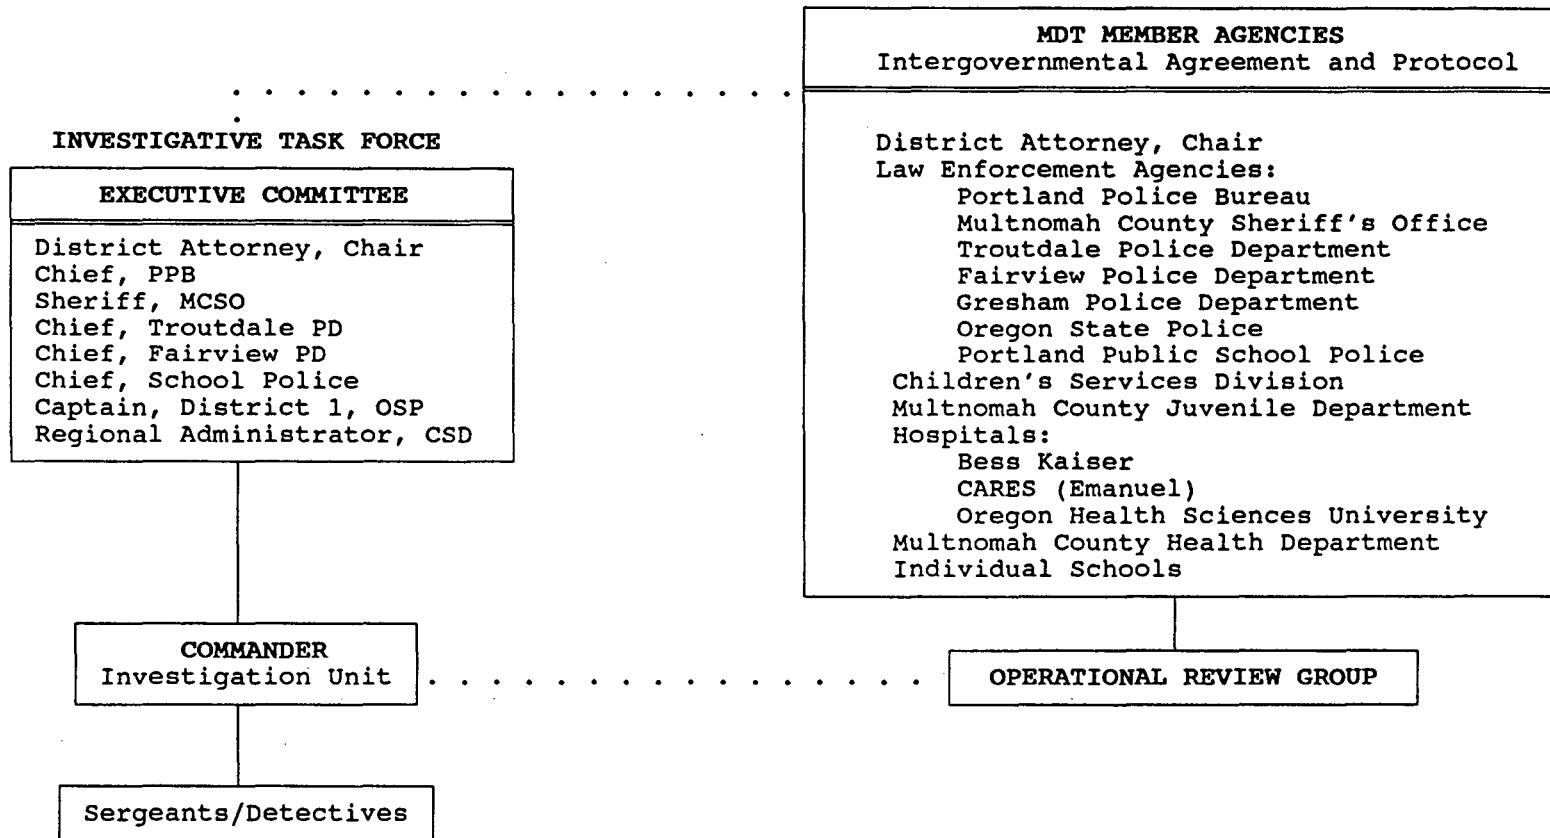 MDT MEMBER AGENCIES
Intergovernmental Agreement and Protocol
District Attorney, Chair
Law Enforcement Agencies:
Portland Police Bureau
Multnomah County Sheriff's Office
Troutdale Police Department
Fairview Police Department
Gresham Police Department
Oregon State Police
Portland Public School Police
Children's Services Division
Multnomah County Juvenile Department
Hospitals:
Bess Kaiser
CARES (Emanuel)
Oregon Health Sciences University
Multnomah County Health Department
Individual Schools
INVESTIGATIVE TASK FORCE
EXECUTIVE COMMITTEE
District Attorney, Chair
Chief, PPB
Sheriff, MCSO
Chief, Troutdale PD
Chief, Fairview PD
Chief, School Police
Captain, District 1, OSP
Regional Administrator, CSD
COMMANDER
Investigation Unit
OPERATIONAL REVIEW GROUP
Sergeants/Detectives